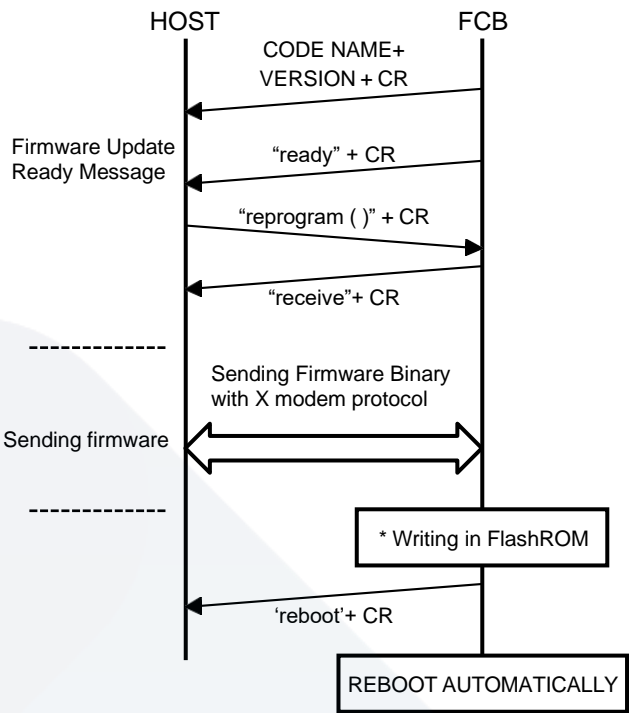 HOST
FCB
CODE NAME+
VERSION + CR
Firmware Update
Ready Message
“ready” + CR
“reprogram ( )” + CR
“receive”+ CR
-------------
Sending Firmware Binary
with X modem protocol
Sending firmware
-------------
* Writing in FlashROM
‘reboot’+ CR
REBOOT AUTOMATICALLY